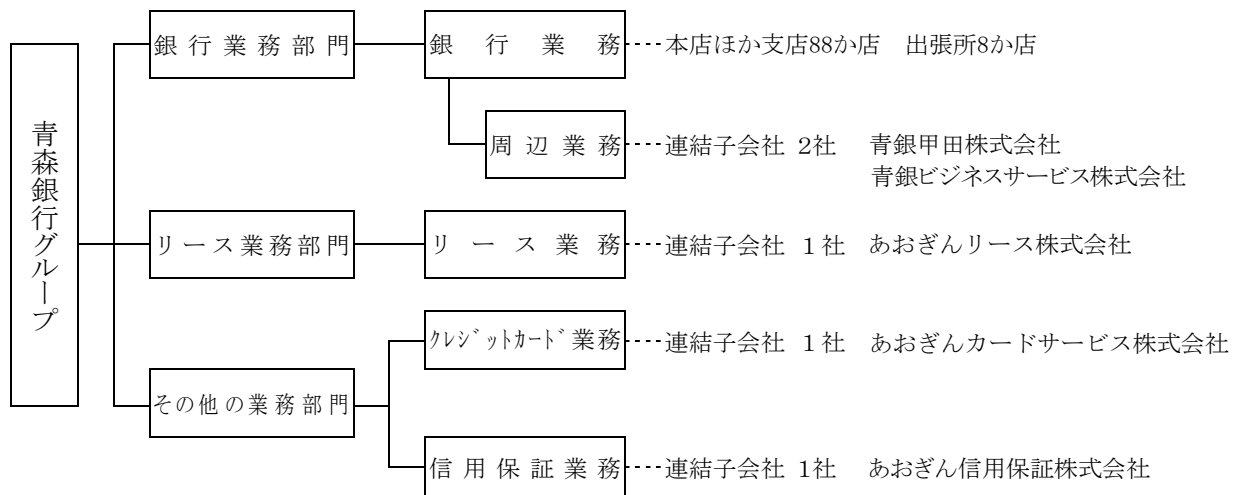 青森銀行グループ
銀行業務部門
銀行業務
本店ほか支店88か店　出張所8か店
周辺業務
連結子会社 2社　青銀甲田株式会社
青銀ビジネスサービス株式会社
リース業務部門
リース業務
連結子会社 1社　あおぎんリース株式会社
その他の業務部門
ｸﾚｼﾞｯﾄｶｰﾄﾞ業務
連結子会社 1社　あおぎんカードサービス株式会社
信用保証業務
連結子会社 1社　あおぎん信用保証株式会社